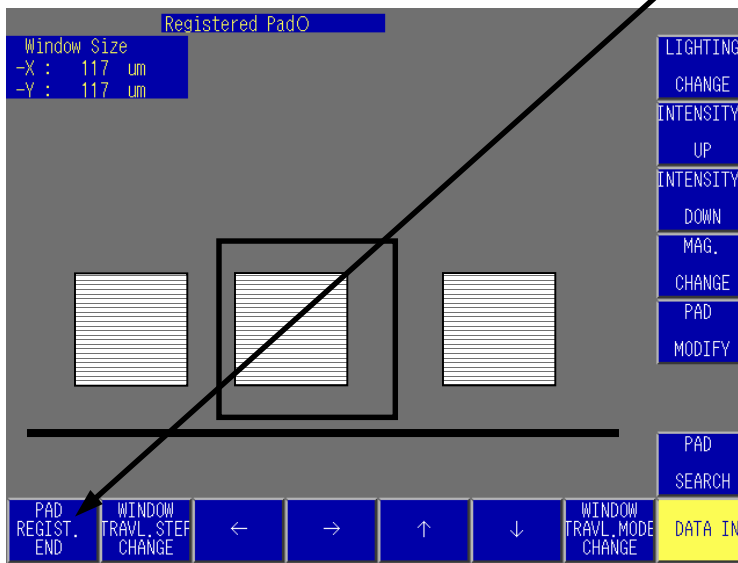 Registered Pad○
Window Size
-X :  117 um
-Y :  117 um
LIGHTING
CHANGE
INTENSITY
UP
INTENSITY
DOWN
MAG.
CHANGE
PAD
MODIFY
PAD
SEARCH
PAD
REGIST.
END
WINDOW
TRAVL.STEP
CHANGE
←
→
↑
↓
WINDOW
TRAVL.MODE
CHANGE
DATA IN